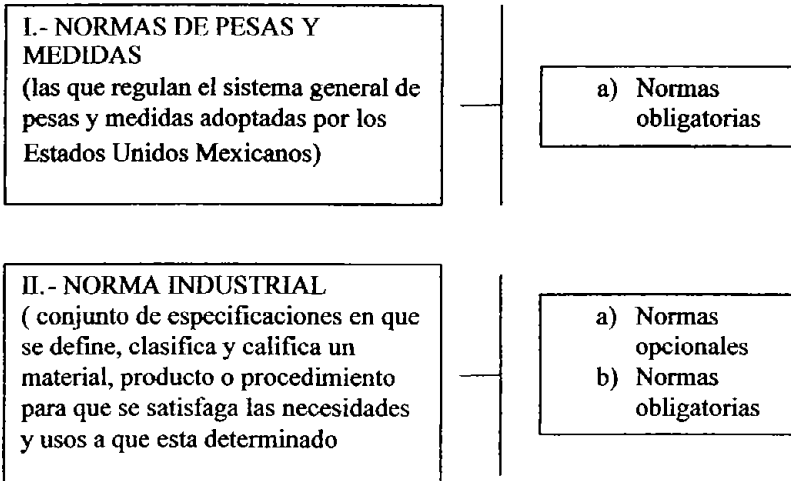 I.- NORMAS DE PESAS Y
MEDIDAS
(las que regulan el sistema general de
pesas y medidas adoptadas por los
Estados Unidos Mexicanos)
a) Normas
obligatorias
II.- NORMA INDUSTRIAL
( conjunto de especificaciones en que
se define, clasifica y califica un
material, producto o procedimiento
para que se satisfaga las necesidades
y usos a que esta determinado
a) Normas
opcionales
b) Normas
obligatorias